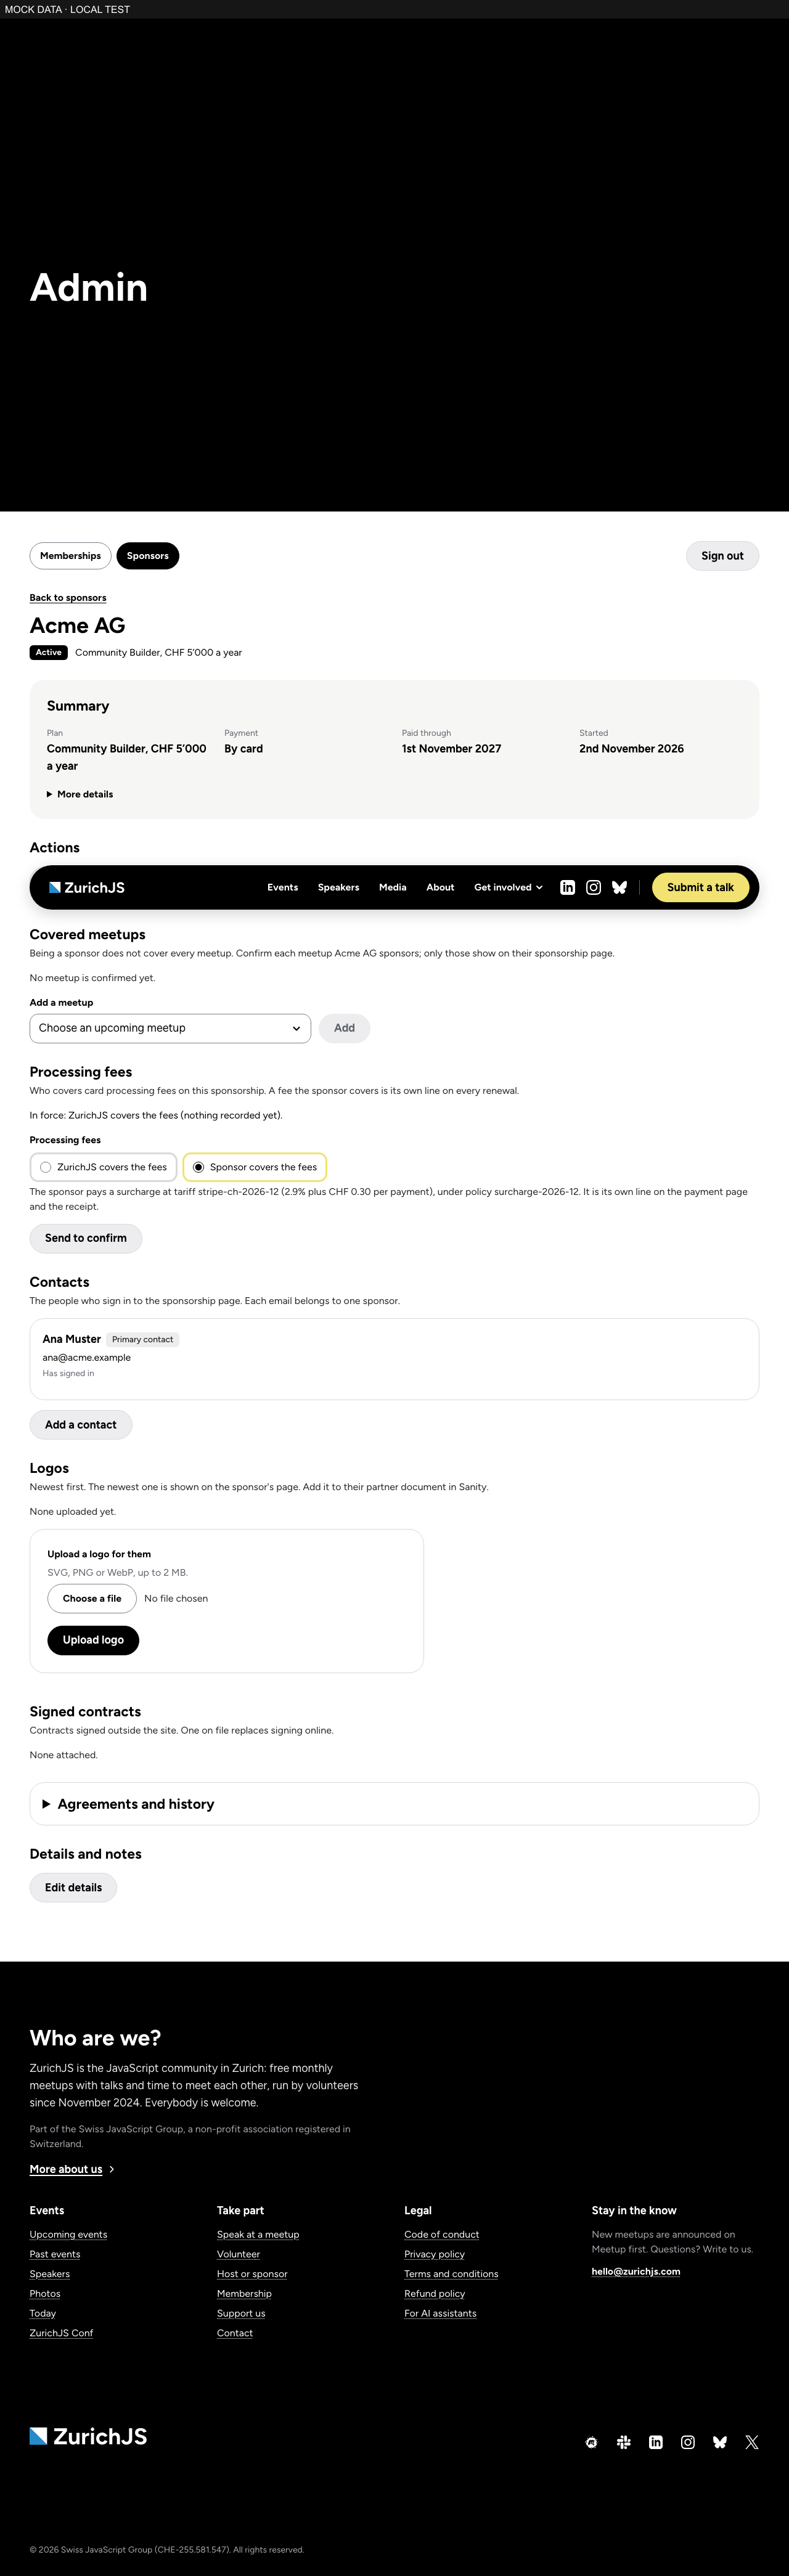 MOCK DATA · LOCAL TEST
Admin
Memberships
Sponsors
Sign out
Back to sponsors
Acme AG
Active
Community Builder, CHF 5’000 a year
Summary
Plan
Community Builder, CHF 5’000
a year
Payment
By card
Paid through
1st November 2027
Started
2nd November 2026
More details
Actions
ZurichJS
Events
Speakers
Media
About
Get involved
Submit a talk
Covered meetups
Being a sponsor does not cover every meetup. Confirm each meetup Acme AG sponsors; only those show on their sponsorship page.
No meetup is confirmed yet.
Add a meetup
Choose an upcoming meetup
Add
Processing fees
Who covers card processing fees on this sponsorship. A fee the sponsor covers is its own line on every renewal.
In force: ZurichJS covers the fees (nothing recorded yet).
Processing fees
ZurichJS covers the fees
Sponsor covers the fees
The sponsor pays a surcharge at tariff stripe-ch-2026-12 (2.9% plus CHF 0.30 per payment), under policy surcharge-2026-12. It is its own line on the payment page
and the receipt.
Send to confirm
Contacts
The people who sign in to the sponsorship page. Each email belongs to one sponsor.
Ana Muster
Primary contact
ana@acme.example
Has signed in
Add a contact
Logos
Newest first. The newest one is shown on the sponsor's page. Add it to their partner document in Sanity.
None uploaded yet.
Upload a logo for them
SVG, PNG or WebP, up to 2 MB.
Choose a file
No file chosen
Upload logo
Signed contracts
Contracts signed outside the site. One on file replaces signing online.
None attached.
Agreements and history
Details and notes
Edit details
Who are we?
ZurichJS is the JavaScript community in Zurich: free monthly
meetups with talks and time to meet each other, run by volunteers
since November 2024. Everybody is welcome.
Part of the Swiss JavaScript Group, a non-profit association registered in
Switzerland.
More about us
Events
Upcoming events
Past events
Speakers
Photos
Today
ZurichJS Conf
Take part
Speak at a meetup
Volunteer
Host or sponsor
Membership
Support us
Contact
Legal
Code of conduct
Privacy policy
Terms and conditions
Refund policy
For AI assistants
Stay in the know
New meetups are announced on
Meetup first. Questions? Write to us.
hello@zurichjs.com
ZurichJS
© 2026 Swiss JavaScript Group (CHE-255.581.547). All rights reserved.